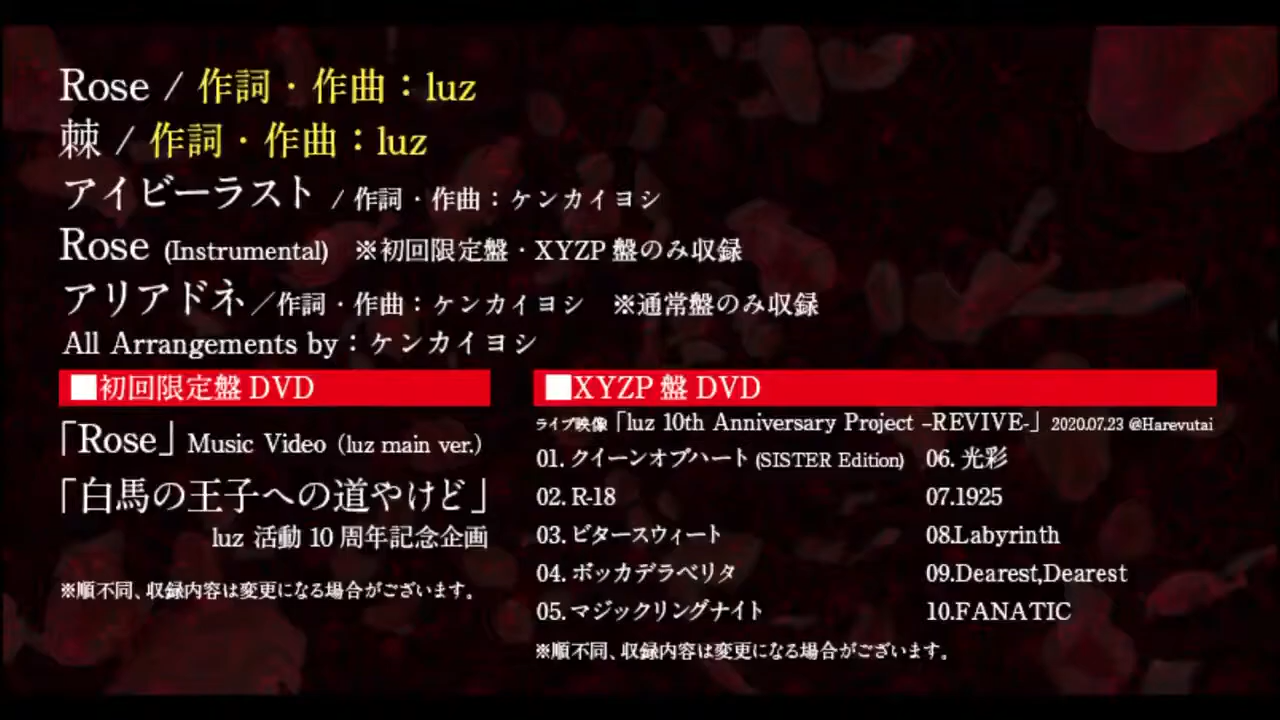 Rose / 作詞・作曲：luz
棘 / 作詞・作曲：luz
アイビーラスト / 作詞・作曲：ケンカイヨシ
Rose (Instrumental) ※初回限定盤・XYZP 盤のみ収録
アリアドネ／作詞・作曲：ケンカイヨシ ※通常盤のみ収録
All Arrangements by：ケンカイヨシ
■初回限定盤 DVD
「Rose」Music Video（luz main ver.）
「白馬の王子への道やけど」
luz 活動 10 周年記念企画
※順不同、収録内容は変更になる場合がございます。
■XYZP 盤 DVD
ライブ映像「luz 10th Anniversary Project –REVIVE-」2020.07.23 @Harevutai
01. クイーンオブハート (SISTER Edition)
02. R-18
03. ビタースウィート
04. ボッカデラベリタ
05. マジックリングナイト
06. 光彩
07.1925
08.Labyrinth
09.Dearest,Dearest
10.FANATIC
※順不同、収録内容は変更になる場合がございます。